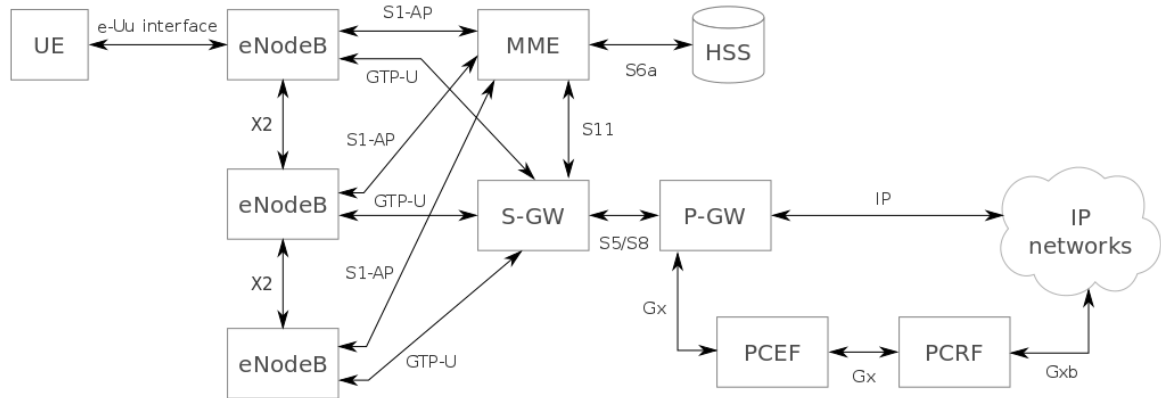 e-Uu interface
S1-AP
UE
eNodeB
MME
HSS
GTP-U
S6a
X2
S1-AP
S11
GTP-U
IP
eNodeB
S-GW
P-GW
IP
networks
S5/S8
S1-AP
X2
Gx
eNodeB
GTP-U
PCEF
PCRF
Gx
Gxb